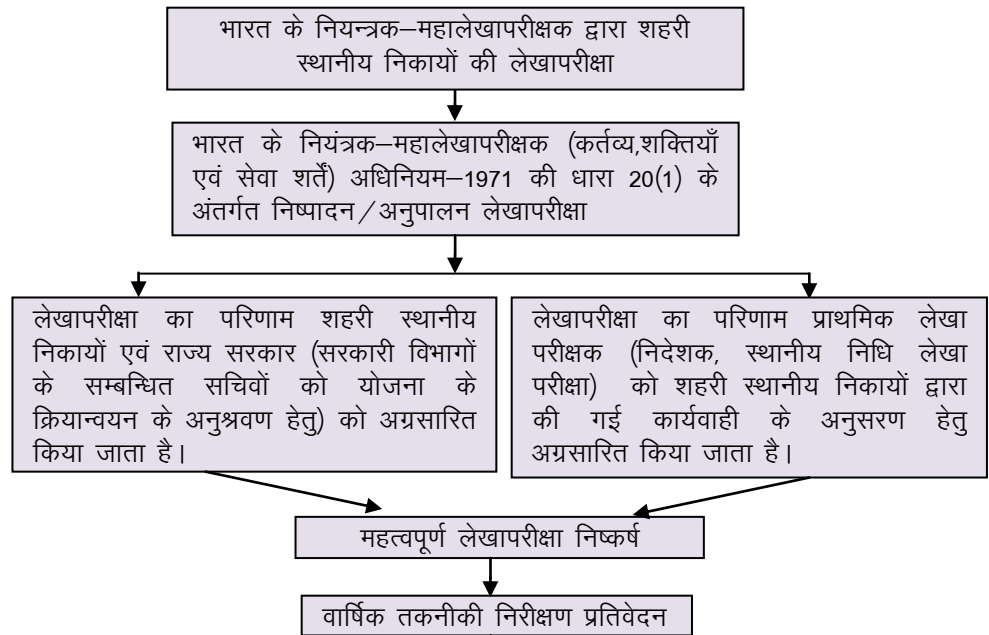 भारत के नियन्त्रक–महालेखापरीक्षक द्वारा शहरी
स्थानीय निकायों की लेखापरीक्षा
भारत के नियंत्रक–महालेखापरीक्षक (कर्तव्य,शक्तियाँ
एवं सेवा शर्तें) अधिनियम–1971 की धारा 20(1) के
अंतर्गत निष्पादन/अनुपालन लेखापरीक्षा
लेखापरीक्षा का परिणाम शहरी स्थानीय
निकायों एवं राज्य सरकार (सरकारी विभागों
के सम्बन्धित सचिवों को योजना के
क्रियान्वयन के अनुश्रवण हेतु) को अग्रसारित
किया जाता है।
लेखापरीक्षा का परिणाम प्राथमिक लेखा
परीक्षक (निदेशक, स्थानीय निधि लेखा
परीक्षा) को शहरी स्थानीय निकायों द्वारा
की गई कार्यवाही के अनुसरण हेतु
अग्रसारित किया जाता है।
महत्वपूर्ण लेखापरीक्षा निष्कर्ष
वार्षिक तकनीकी निरीक्षण प्रतिवेदन